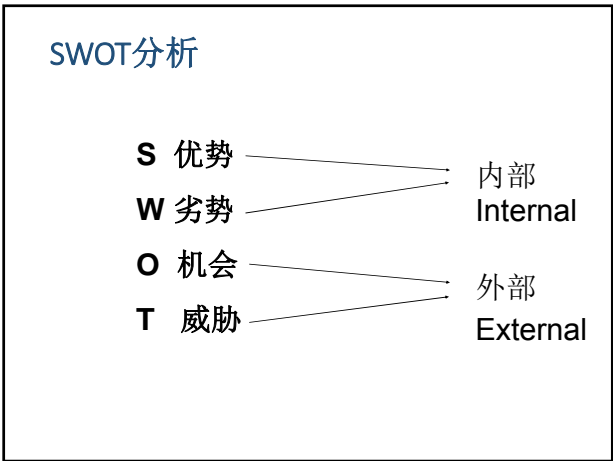 SWOT分析
S 优势
W 劣势
O 机会
T 威胁
内部
Internal
外部
External